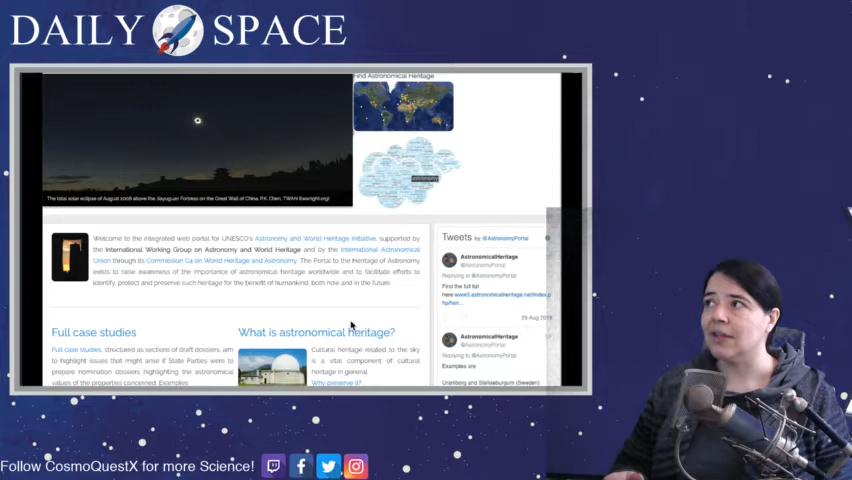 DAILY SPACE
Find Astronomical Heritage
astronomy
The total solar eclipse of August 2008 above the Jiayuguan Fortress on the Great Wall of China. P.K. Chen, TWAN (twanight.org)
Welcome to the integrated web portal for UNESCO's Astronomy and World Heritage Initiative, supported by
the International Working Group on Astronomy and World Heritage and by the International Astronomical
Union through its Commission C4 on World Heritage and Astronomy. The Portal to the Heritage of Astronomy
exists to raise awareness of the importance of astronomical heritage worldwide and to facilitate efforts to
identify, protect and preserve such heritage for the benefit of humankind, both now and in the future.
Full case studies
Full case studies, structured as sections of draft dossiers, aim
to highlight issues that might arise if State Parties were to
prepare nomination dossiers, highlighting the astronomical
values of the properties concerned. Examples:
What is astronomical heritage?
Cultural heritage related to the sky
is a vital component of cultural
heritage in general.
Why preserve it?
Tweets by @AstronomyPortal
AstronomicalHeritage
@AstronomyPortal
Replying to @AstronomyPortal
Find the full list
here:www3.astronomicalheritage.net/index.p
hp/heri...
29 Aug 2018
AstronomicalHeritage
@AstronomyPortal
Replying to @AstronomyPortal
Examples are
Uraniborg and Stellaeburgum (Sweden)
Follow CosmoQuestX for more Science!